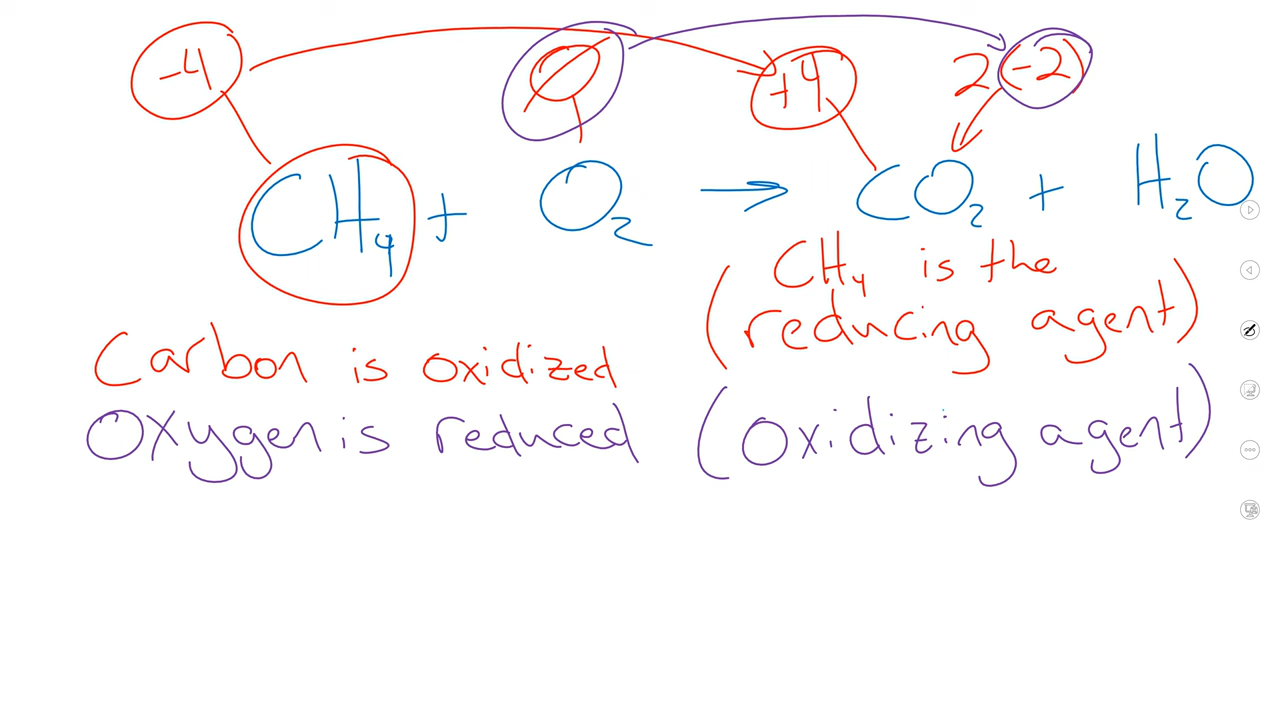 -4 0 +4 2(-2)
CH4 + O2 → CO2 + H2O
CH4 is the
(reducing agent)
Carbon is oxidized
Oxygen is reduced (Oxidizing agent)